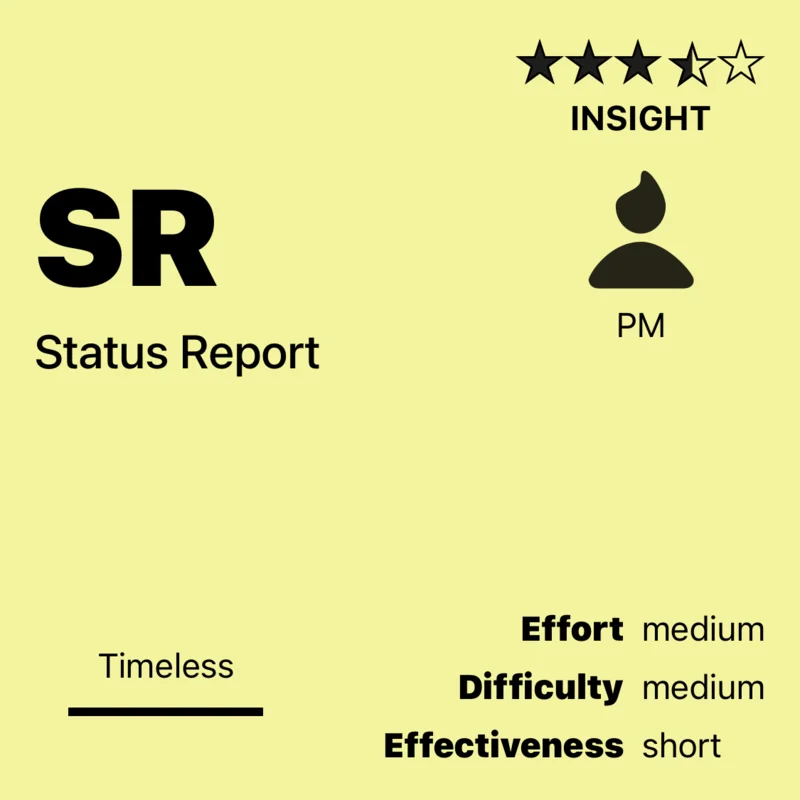 INSIGHT
SR
Status Report
PM
Timeless
Effort medium
Difficulty medium
Effectiveness short